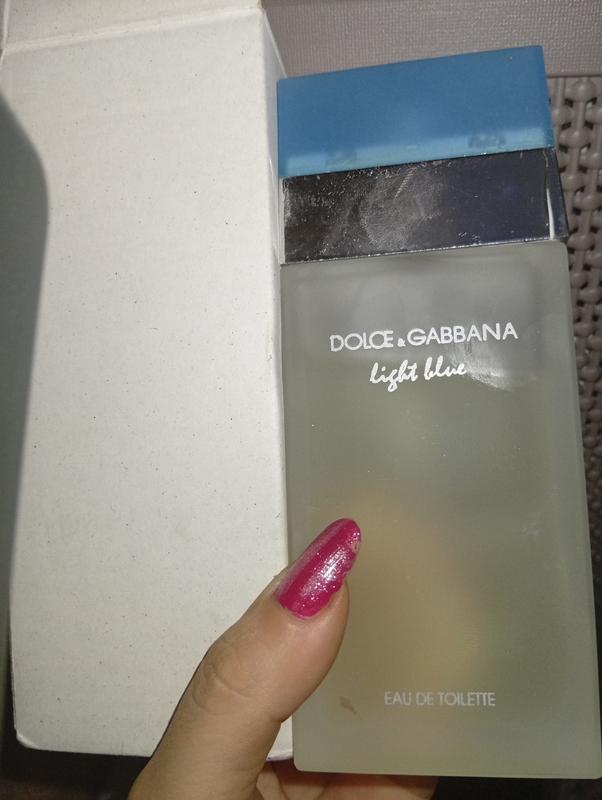 DOLCE & GABBANA
light blue
EAU DE TOILETTE